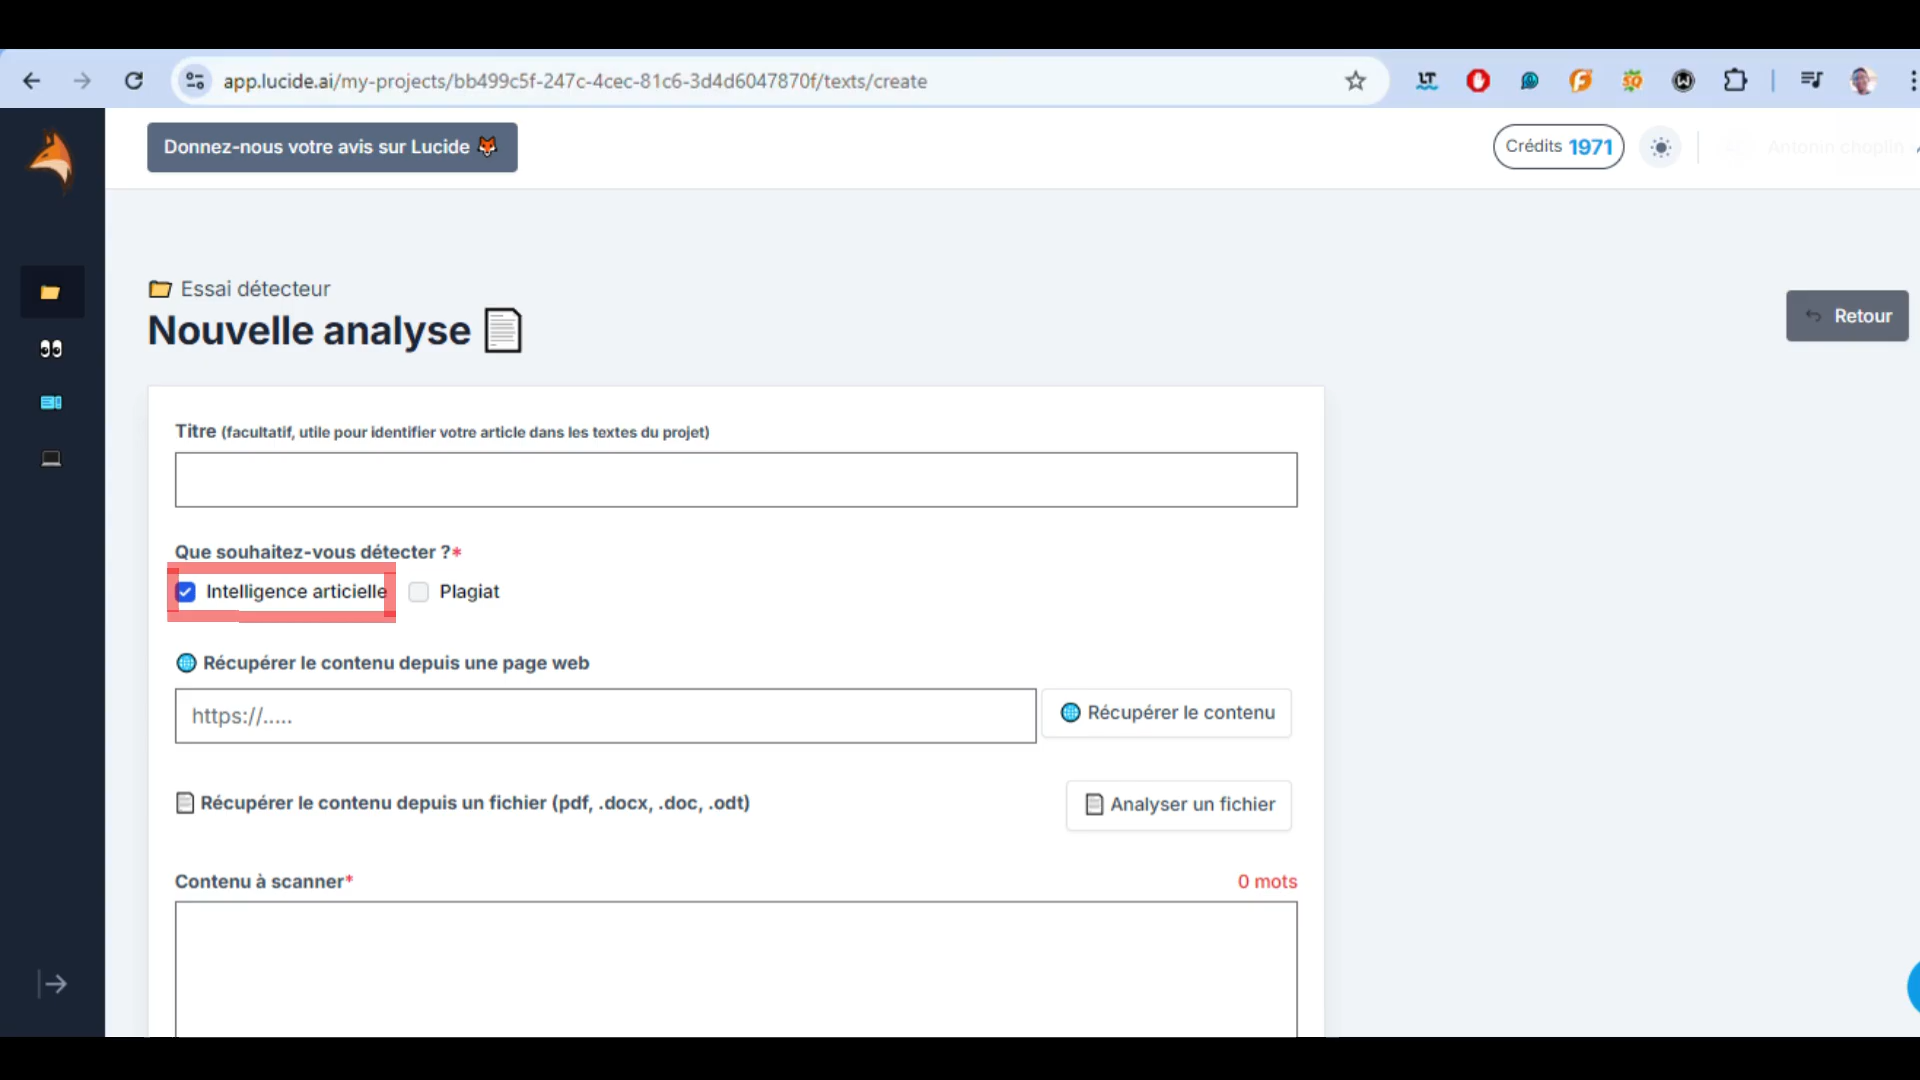 app.lucide.ai/my-projects/bb499c5f-247c-4cec-81c6-3d4d6047870f/texts/create
Donnez-nous votre avis sur Lucide
Crédits 1971
Antonin choplin
Essai détecteur
Nouvelle analyse
Retour
Titre (facultatif, utile pour identifier votre article dans les textes du projet)
Que souhaitez-vous détecter ?*
Intelligence articielle
Plagiat
Récupérer le contenu depuis une page web
https://.....
Récupérer le contenu
Récupérer le contenu depuis un fichier (pdf, .docx, .doc, .odt)
Analyser un fichier
Contenu à scanner*
0 mots